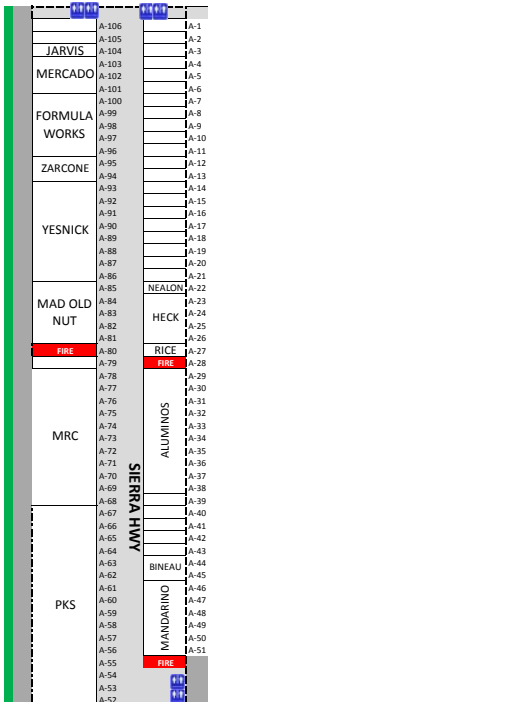 A-106
A-105
JARVIS A-104
A-103
MERCADO A-102
A-101
A-100
FORMULA
WORKS
A-99
A-98
A-97
A-96
ZARCONE
A-95
A-94
A-93
A-92
A-91
YESNICK
A-90
A-89
A-88
A-87
A-86
A-85
MAD OLD
NUT
A-84
A-83
A-82
A-81
FIRE A-80
A-79
A-78
A-77
A-76
A-75
A-74
MRC A-73
A-72
A-71
A-70
A-69
A-68
A-67
A-66
A-65
A-64
A-63
A-62
A-61
A-60
PKS
A-59
A-58
A-57
A-56
A-55
A-54
A-53
A-52
SIERRA HWY
A-1
A-2
A-3
A-4
A-5
A-6
A-7
A-8
A-9
A-10
A-11
A-12
A-13
A-14
A-15
A-16
A-17
A-18
A-19
A-20
A-21
NEALON A-22
A-23
HECK A-24
A-25
A-26
RICE A-27
FIRE A-28
A-29
A-30
A-31
A-32
ALUMINOS
A-33
A-34
A-35
A-36
A-37
A-38
A-39
A-40
A-41
A-42
A-43
BINEAU
A-44
A-45
A-46
A-47
MANDARINO
A-48
A-49
A-50
A-51
FIRE